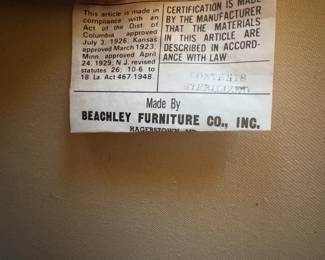 This article is made in
compliance with an
Act of the Dist. of
Columbia approved
July 3, 1926; Kansas
approved March 1923;
Minn. approved April
24, 1929; N J. revised
statutes 26; 10-6 to
18. La. Act 467-1948.
CERTIFICATION IS MADE
BY THE MANUFACTURER
THAT THE MATERIALS
IN THIS ARTICLE ARE
DESCRIBED IN ACCORD-
ANCE WITH LAW
CONTENTS
STERILIZED
Made By
BEACHLEY FURNITURE CO., INC.
HAGERSTOWN, MD.